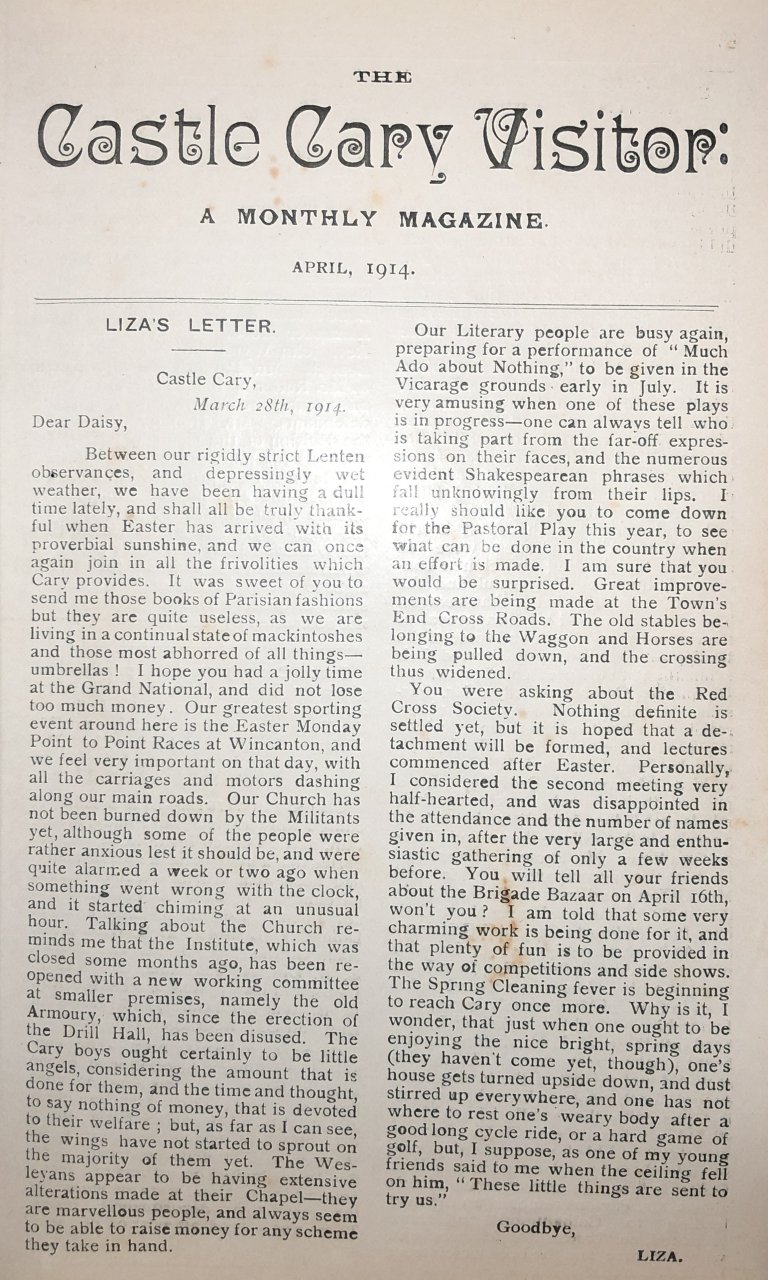 THE
Castle Cary Visitor:
A MONTHLY MAGAZINE.
APRIL, 1914.
LIZA'S LETTER.
Castle Cary,
March 28th, 1914.
Dear Daisy,
Between our rigidly strict Lenten
observances, and depressingly wet
weather, we have been having a dull
time lately, and shall all be truly thank-
ful when Easter has arrived with its
proverbial sunshine, and we can once
again join in all the frivolities which
Cary provides. It was sweet of you to
send me those books of Parisian fashions
but they are quite useless, as we are
living in a continual state of mackintoshes
and those most abhorred of all things—
umbrellas ! I hope you had a jolly time
at the Grand National, and did not lose
too much money. Our greatest sporting
event around here is the Easter Monday
Point to Point Races at Wincanton, and
we feel very important on that day, with
all the carriages and motors dashing
along our main roads. Our Church has
not been burned down by the Militants
yet, although some of the people were
rather anxious lest it should be, and were
quite alarmed a week or two ago when
something went wrong with the clock,
and it started chiming at an unusual
hour. Talking about the Church re-
minds me that the Institute, which was
closed some months ago, has been re-
opened with a new working committee
at smaller premises, namely the old
Armoury, which, since the erection of
the Drill Hall, has been disused. The
Cary boys ought certainly to be little
angels, considering the amount that is
done for them, and the time and thought,
to say nothing of money, that is devoted
to their welfare ; but, as far as I can see,
the wings have not started to sprout on
the majority of them yet. The Wes-
leyans appear to be having extensive
alterations made at their Chapel—they
are marvellous people, and always seem
to be able to raise money for any scheme
they take in hand.
Our Literary people are busy again,
preparing for a performance of " Much
Ado about Nothing," to be given in the
Vicarage grounds early in July. It is
very amusing when one of these plays
is in progress—one can always tell who
is taking part from the far-off expres-
sions on their faces, and the numerous
evident Shakespearean phrases which
fall unknowingly from their lips. I
really should like you to come down
for the Pastoral Play this year, to see
what can be done in the country when
an effort is made. I am sure that you
would be surprised. Great improve-
ments are being made at the Town's
End Cross Roads. The old stables be-
longing to the Waggon and Horses are
being pulled down, and the crossing
thus widened.
You were asking about the Red
Cross Society. Nothing definite is
settled yet, but it is hoped that a de-
tachment will be formed, and lectures
commenced after Easter. Personally,
I considered the second meeting very
half-hearted, and was disappointed in
the attendance and the number of names
given in, after the very large and enthu-
siastic gathering of only a few weeks
before. You will tell all your friends
about the Brigade Bazaar on April 16th,
won't you ? I am told that some very
charming work is being done for it, and
that plenty of fun is to be provided in
the way of competitions and side shows.
The Spring Cleaning fever is beginning
to reach Cary once more. Why is it, I
wonder, that just when one ought to be
enjoying the nice bright, spring days
(they haven't come yet, though), one's
house gets turned upside down, and dust
stirred up everywhere, and one has not
where to rest one's weary body after a
good long cycle ride, or a hard game of
golf, but, I suppose, as one of my young
friends said to me when the ceiling fell
on him, " These little things are sent to
try us."
Goodbye,
LIZA.